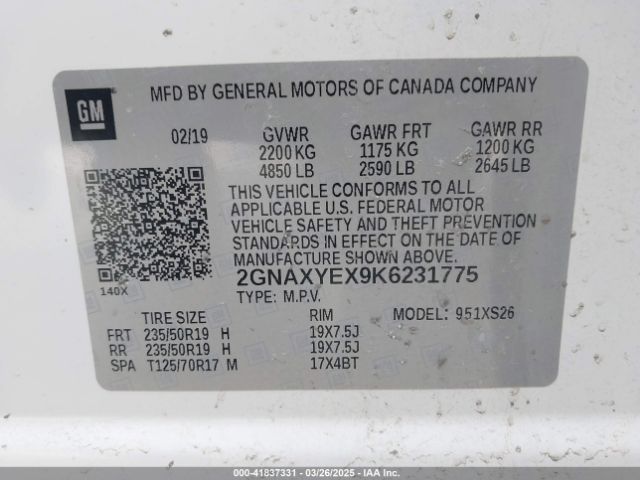 MFD BY GENERAL MOTORS OF CANADA COMPANY
GM
02/19 GVWR GAWR FRT GAWR RR
2200 KG 1175 KG 1200 KG
4850 LB 2590 LB 2645 LB
THIS VEHICLE CONFORMS TO ALL
APPLICABLE U.S. FEDERAL MOTOR
VEHICLE SAFETY AND THEFT PREVENTION
STANDARDS IN EFFECT ON THE DATE OF
MANUFACTURE SHOWN ABOVE.
140X
2GNAXYEX9K6231775
TYPE: M.P.V. MODEL: 951XS26
TIRE SIZE RIM
FRT 235/50R19 H 19X7.5J
RR 235/50R19 H 19X7.5J
SPA T125/70R17 M 17X4BT
000-41837331 | 03/26/2025 | IAAI.COM